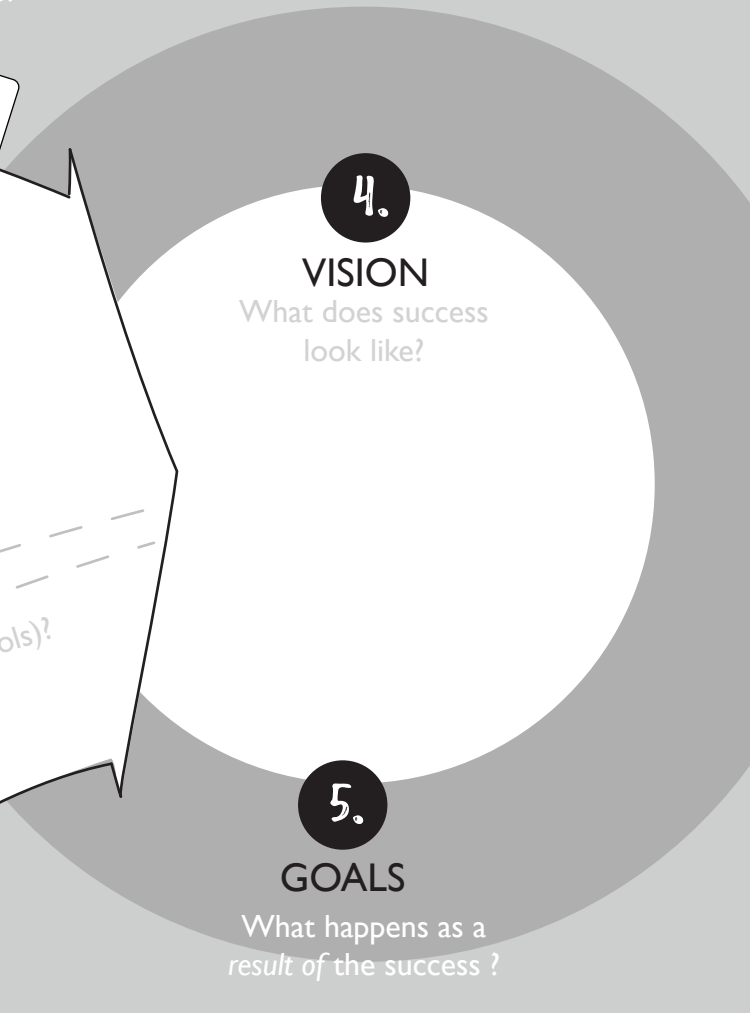 4.
VISION
What does success
look like?
ols)?
5.
GOALS
What happens as a
result of the success ?